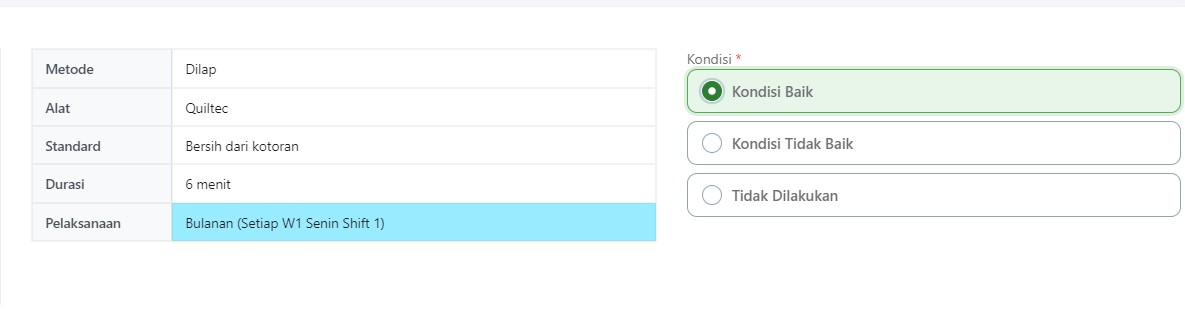 Metode Dilap
Alat Quiltec
Standard Bersih dari kotoran
Durasi 6 menit
Pelaksanaan Bulanan (Setiap W1 Senin Shift 1)
Kondisi *
Kondisi Baik
Kondisi Tidak Baik
Tidak Dilakukan